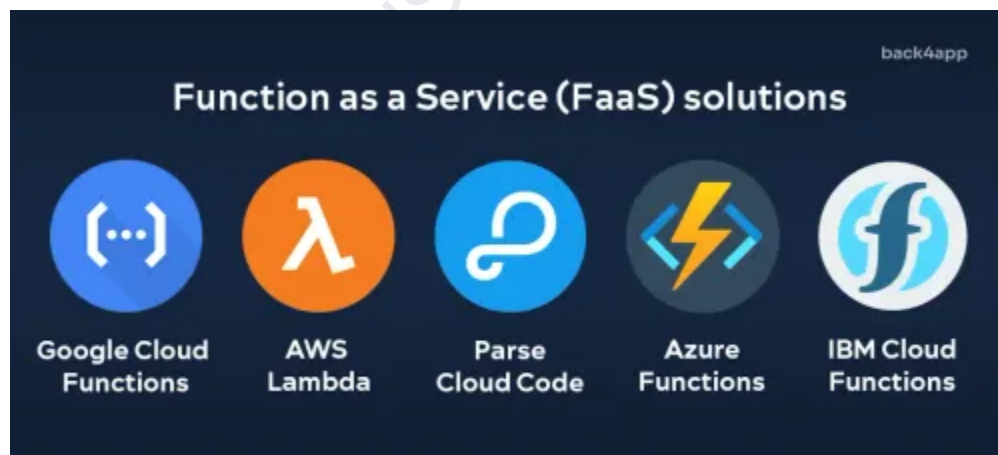 back4app
Function as a Service (FaaS) solutions
Google Cloud
Functions
AWS
Lambda
Parse
Cloud Code
Azure
Functions
IBM Cloud
Functions